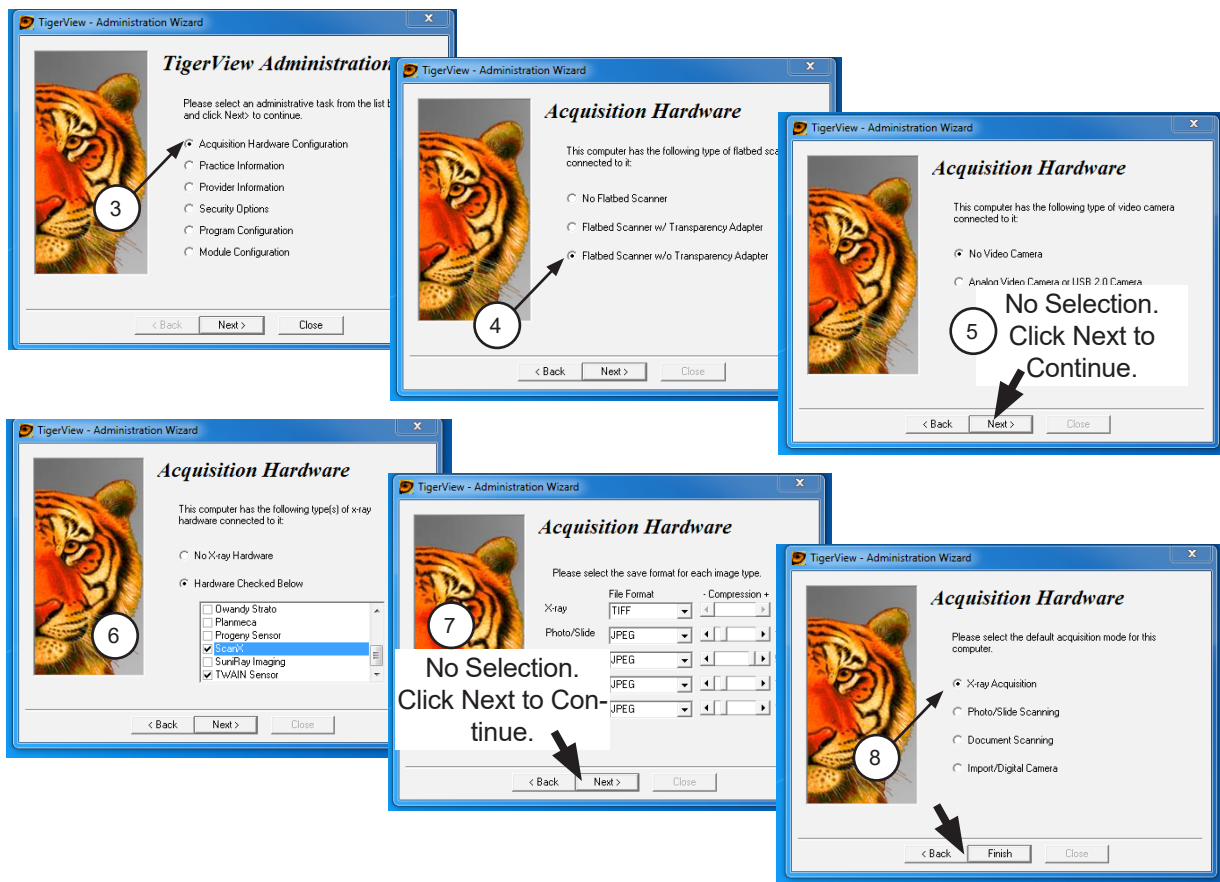 TigerView - Administration Wizard
x
TigerView Administration
Please select an administrative task from the list
and click Next> to continue.
Acquisition Hardware Configuration
Practice Information
Provider Information
Security Options
Program Configuration
Module Configuration
3
< Back
Next >
Close
TigerView - Administration Wizard
x
Acquisition Hardware
This computer has the following type of flatbed
connected to it:
No Flatbed Scanner
Flatbed Scanner w/ Transparency Adapter
Flatbed Scanner w/o Transparency Adapter
4
< Back
Next >
Close
TigerView - Administration Wizard
x
Acquisition Hardware
This computer has the following type of video camera
connected to it:
No Video Camera
Analog Video Camera or USB 2.0 Camera
5
No Selection.
Click Next to
Continue.
< Back
Next >
Close
TigerView - Administration Wizard
x
Acquisition Hardware
This computer has the following type(s) of x-ray
hardware connected to it:
No X-ray Hardware
Hardware Checked Below
Owandy Strato
Planmeca
Progeny Sensor
ScanX
SuniRay Imaging
TWAIN Sensor
6
< Back
Next >
Close
TigerView - Administration Wizard
x
Acquisition Hardware
Please select the save format for each image type.
File Format
- Compression +
X-ray
TIFF
Photo/Slide
JPEG
JPEG
JPEG
JPEG
7
No Selection.
Click Next to Con-
tinue.
< Back
Next >
Close
TigerView - Administration Wizard
x
Acquisition Hardware
Please select the default acquisition mode for this
computer.
X-ray Acquisition
Photo/Slide Scanning
Document Scanning
Import/Digital Camera
8
< Back
Finish
Close